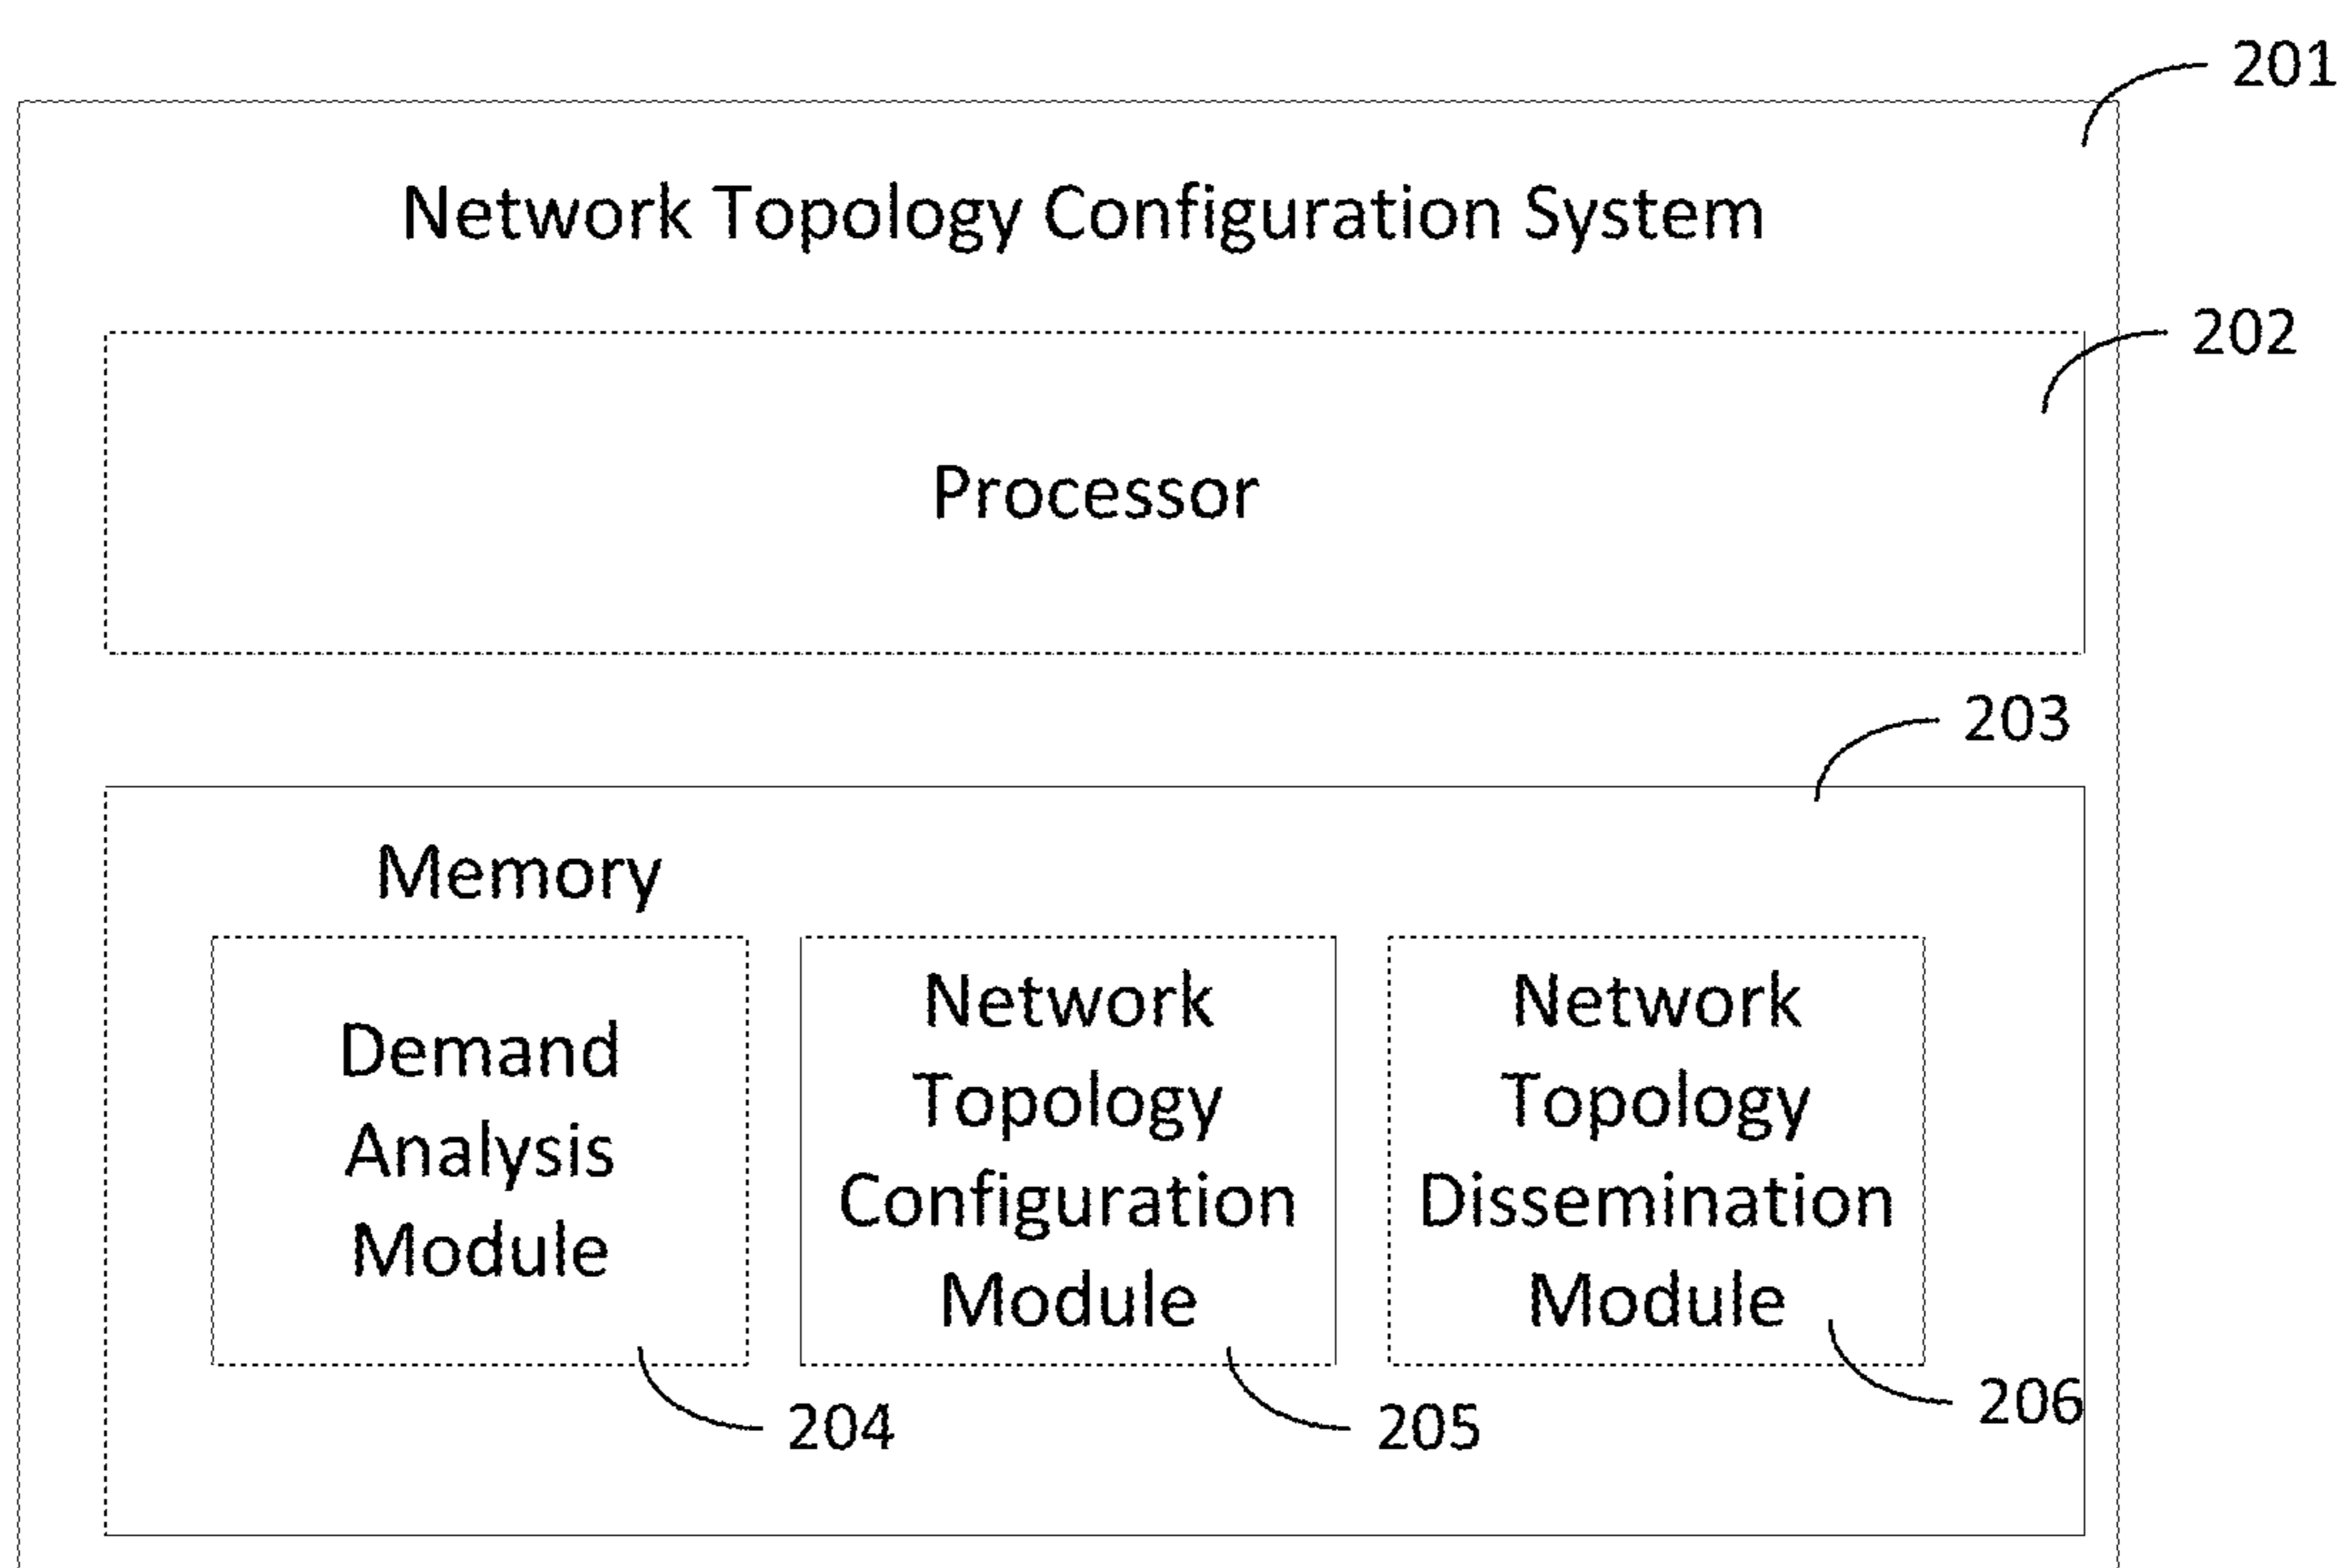 201
Network Topology Configuration System
202
Processor
203
Memory
Demand
Analysis
Module
204
Network
Topology
Configuration
Module
205
Network
Topology
Dissemination
Module
206